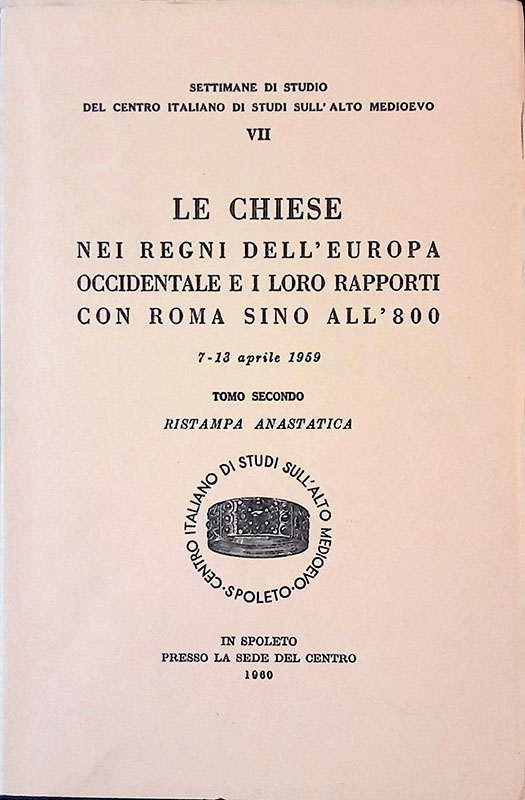 SETTIMANE DI STUDIO
DEL CENTRO ITALIANO DI STUDI SULL'ALTO MEDIOEVO
VII
LE CHIESE
NEI REGNI DELL'EUROPA
OCCIDENTALE E I LORO RAPPORTI
CON ROMA SINO ALL'800
7-13 aprile 1959
TOMO SECONDO
RISTAMPA ANASTATICA
CENTRO ITALIANO DI STUDI SULL'ALTO MEDIOEVO · SPOLETO ·
IN SPOLETO
PRESSO LA SEDE DEL CENTRO
1960